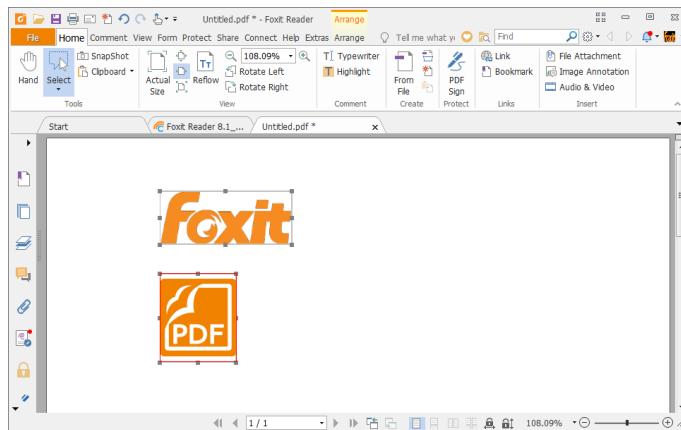 Untitled.pdf * - Foxit Reader
Arrange
File Home Comment View Form Protect Share Connect Help Extras Arrange Tell me what yo Find
Hand
Select
SnapShot
Clipboard
Tools
Actual Size
Reflow
108.09%
Rotate Left
Rotate Right
View
Typewriter
Highlight
Comment
From File
Create
PDF Sign
Protect
Link
Bookmark
Links
File Attachment
Image Annotation
Audio & Video
Insert
Start
Foxit Reader 8.1_...
Untitled.pdf *
foxit
PDF
1 / 1
108.09%